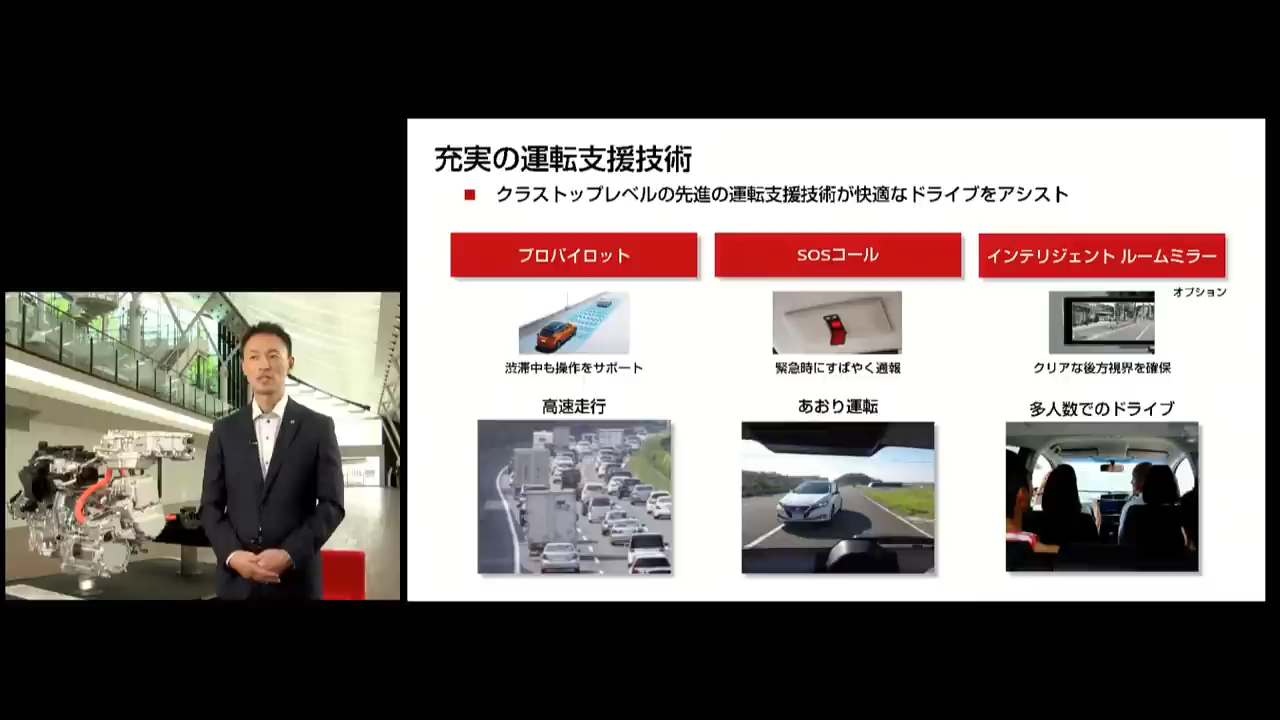 充実の運転支援技術
クラストップレベルの先進の運転支援技術が快適なドライブをアシスト
プロパイロット
SOSコール
インテリジェント ルームミラー
オプション
渋滞中も操作をサポート
緊急時にすばやく通報
クリアな後方視界を確保
高速走行
あおり運転
多人数でのドライブ